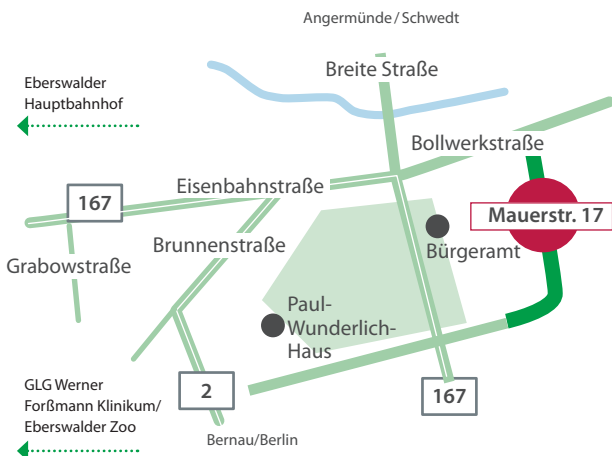 Angermünde / Schwedt
Breite Straße
Eberswalder
Hauptbahnhof
Bollwerkstraße
Eisenbahnstraße
167
Mauerstr. 17
Brunnenstraße
Bürgeramt
Grabowstraße
Paul-
Wunderlich-
Haus
GLG Werner
Forßmann Klinikum/
Eberswalder Zoo
2
167
Bernau/Berlin